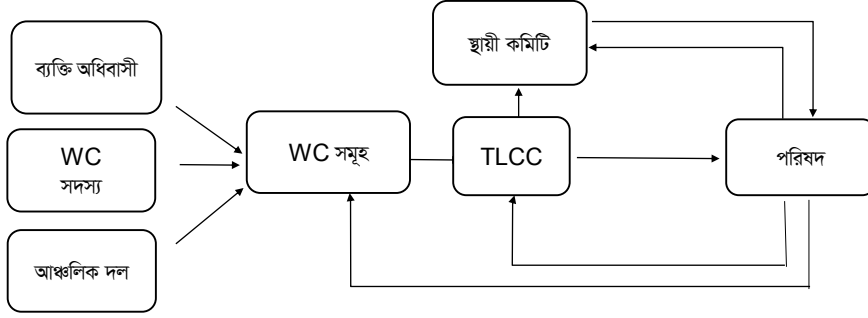 স্থায়ী কমিটি
ব্যক্তি অধিবাসী
WC
সদস্য
WC সমূহ
TLCC
পরিষদ
আঞ্চলিক দল